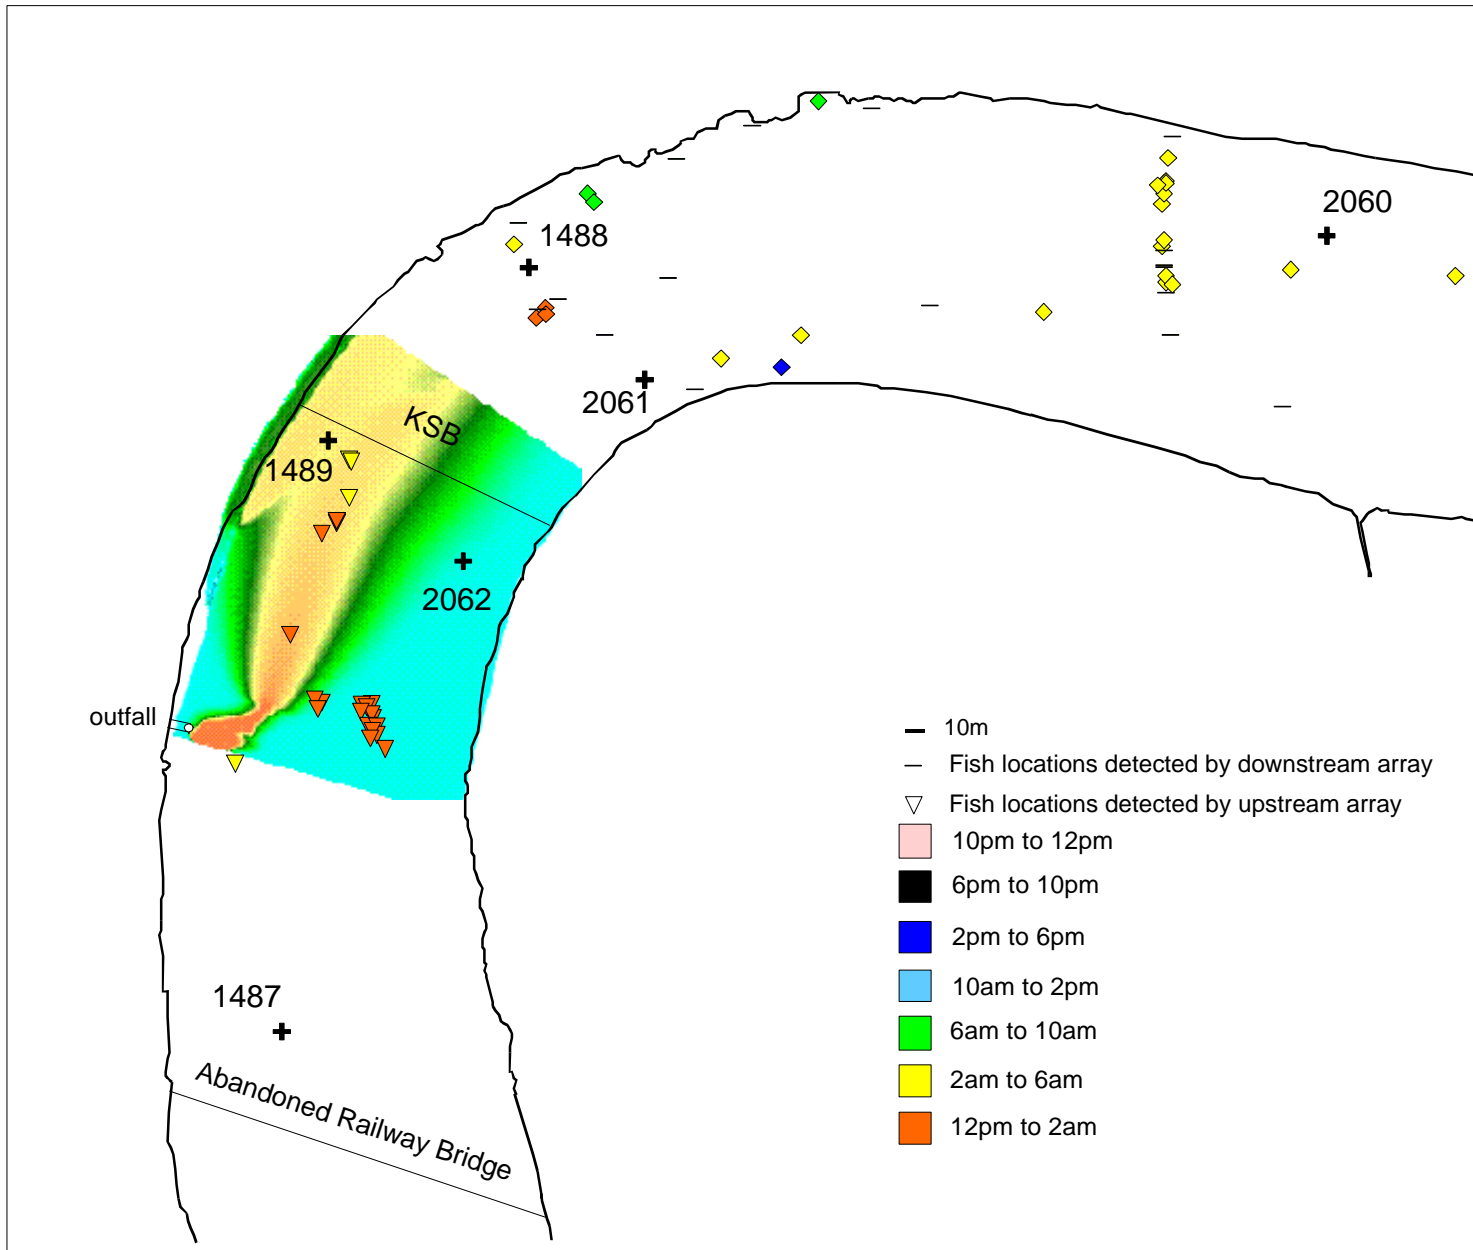 2060
1488
2061
KSB
1489
2062
outfall
10m
Fish locations detected by downstream array
Fish locations detected by upstream array
10pm to 12pm
6pm to 10pm
2pm to 6pm
10am to 2pm
6am to 10am
2am to 6am
12pm to 2am
1487
Abandoned Railway Bridge